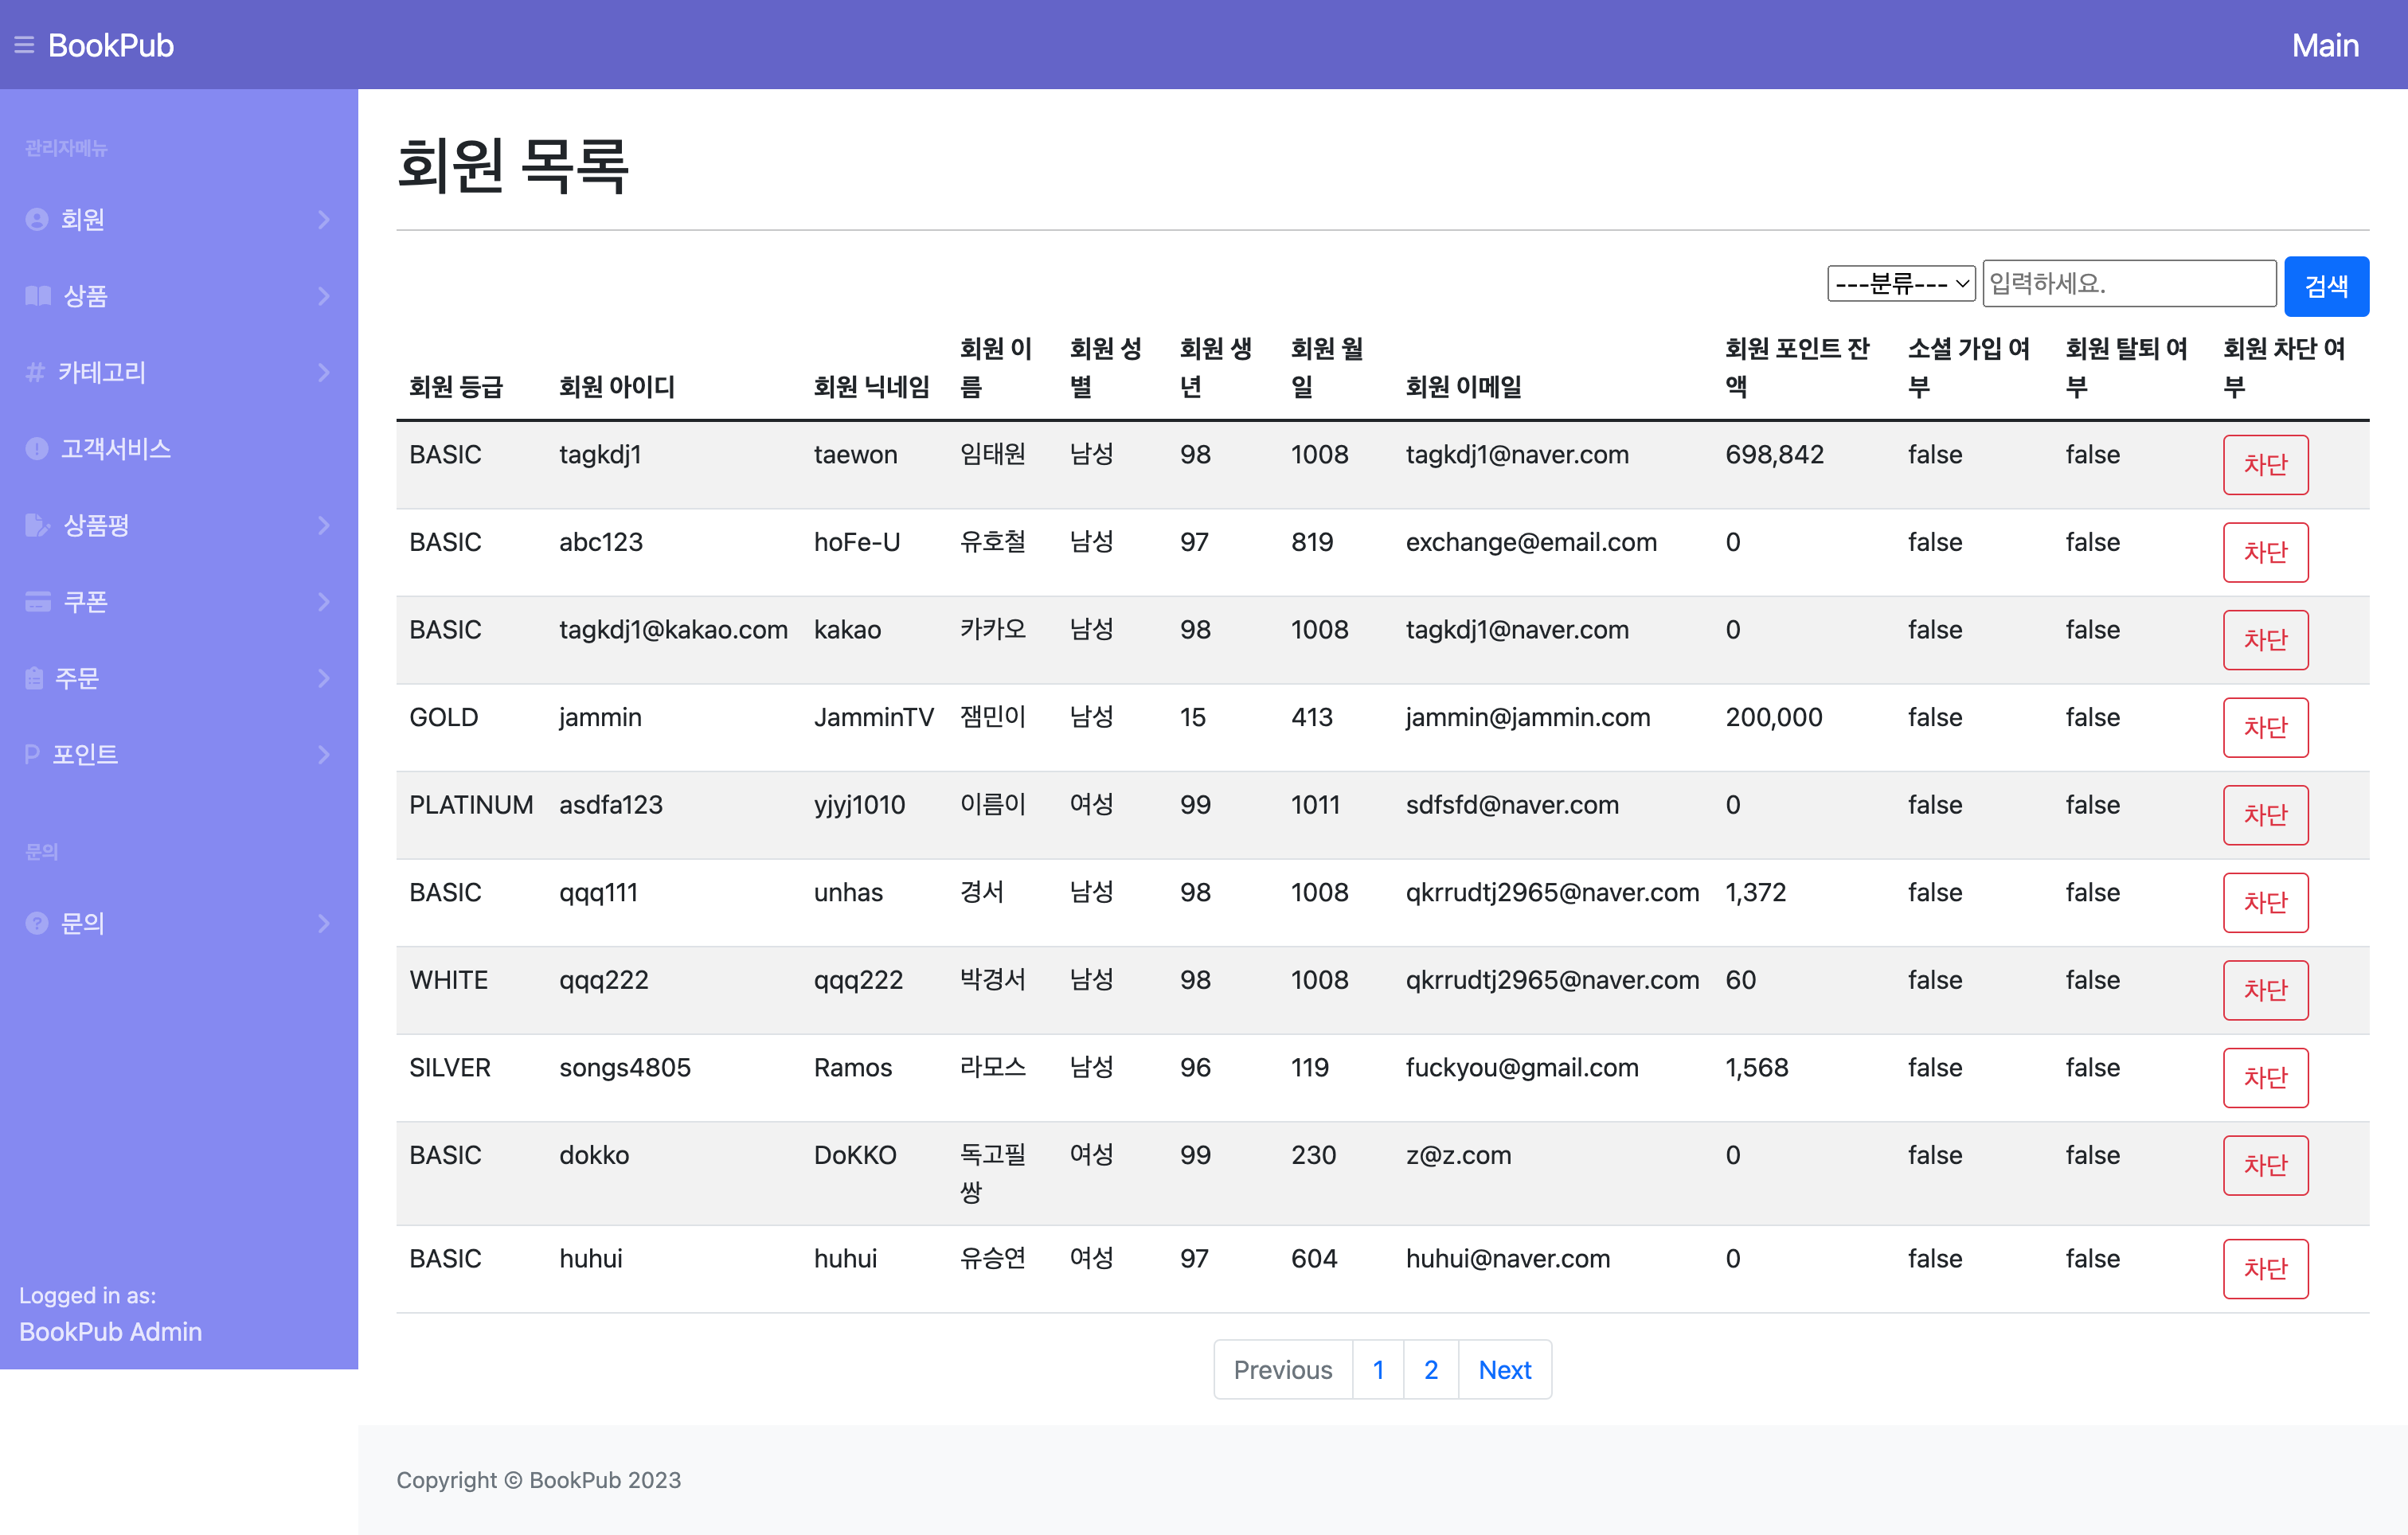 BookPub
Main
관리자메뉴
회원
상품
카테고리
고객서비스
상품평
쿠폰
주문
P 포인트
문의
문의
Logged in as:
BookPub Admin
회원 목록
---분류--- 입력하세요. 검색
회원 등급 회원 아이디 회원 닉네임 회원 이름 회원 성별 회원 생년 회원 월일 회원 이메일 회원 포인트 잔액 소셜 가입 여부 회원 탈퇴 여부 회원 차단 여부
BASIC tagkdj1 taewon 임태원 남성 98 1008 tagkdj1@naver.com 698,842 false false 차단
BASIC abc123 hoFe-U 유호철 남성 97 819 exchange@email.com 0 false false 차단
BASIC tagkdj1@kakao.com kakao 카카오 남성 98 1008 tagkdj1@naver.com 0 false false 차단
GOLD jammin JamminTV 잼민이 남성 15 413 jammin@jammin.com 200,000 false false 차단
PLATINUM asdfa123 yjyj1010 이름이 여성 99 1011 sdfsfd@naver.com 0 false false 차단
BASIC qqq111 unhas 경서 남성 98 1008 qkrrudtj2965@naver.com 1,372 false false 차단
WHITE qqq222 qqq222 박경서 남성 98 1008 qkrrudtj2965@naver.com 60 false false 차단
SILVER songs4805 Ramos 라모스 남성 96 119 fuckyou@gmail.com 1,568 false false 차단
BASIC dokko DoKKO 독고필쌍 여성 99 230 z@z.com 0 false false 차단
BASIC huhui huhui 유승연 여성 97 604 huhui@naver.com 0 false false 차단
Previous 1 2 Next
Copyright © BookPub 2023